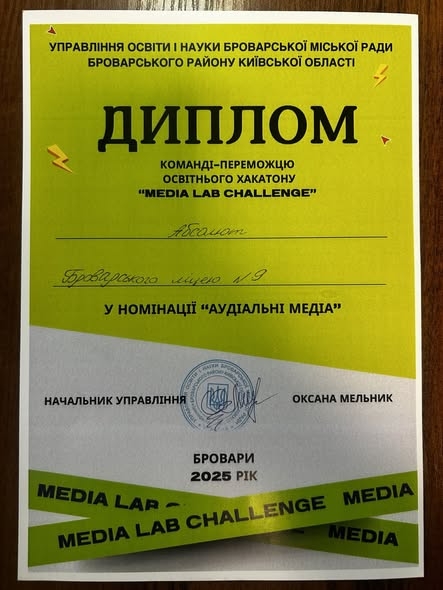 УПРАВЛІННЯ ОСВІТИ І НАУКИ БРОВАРСЬКОЇ МІСЬКОЇ РАДИ
БРОВАРСЬКОГО РАЙОНУ КИЇВСЬКОЇ ОБЛАСТІ
ДИПЛОМ
КОМАНДІ-ПЕРЕМОЖЦЮ
ОСВІТНЬОГО ХАКАТОНУ
“MEDIA LAB CHALLENGE”
Абсолют
Броварського ліцею №9
У НОМІНАЦІЇ “АУДІАЛЬНІ МЕДІА”
НАЧАЛЬНИК УПРАВЛІННЯ ОКСАНА МЕЛЬНИК
БРОВАРИ
2025 РІК
MEDIA LAB MEDIA
MEDIA LAB CHALLENGE MEDIA